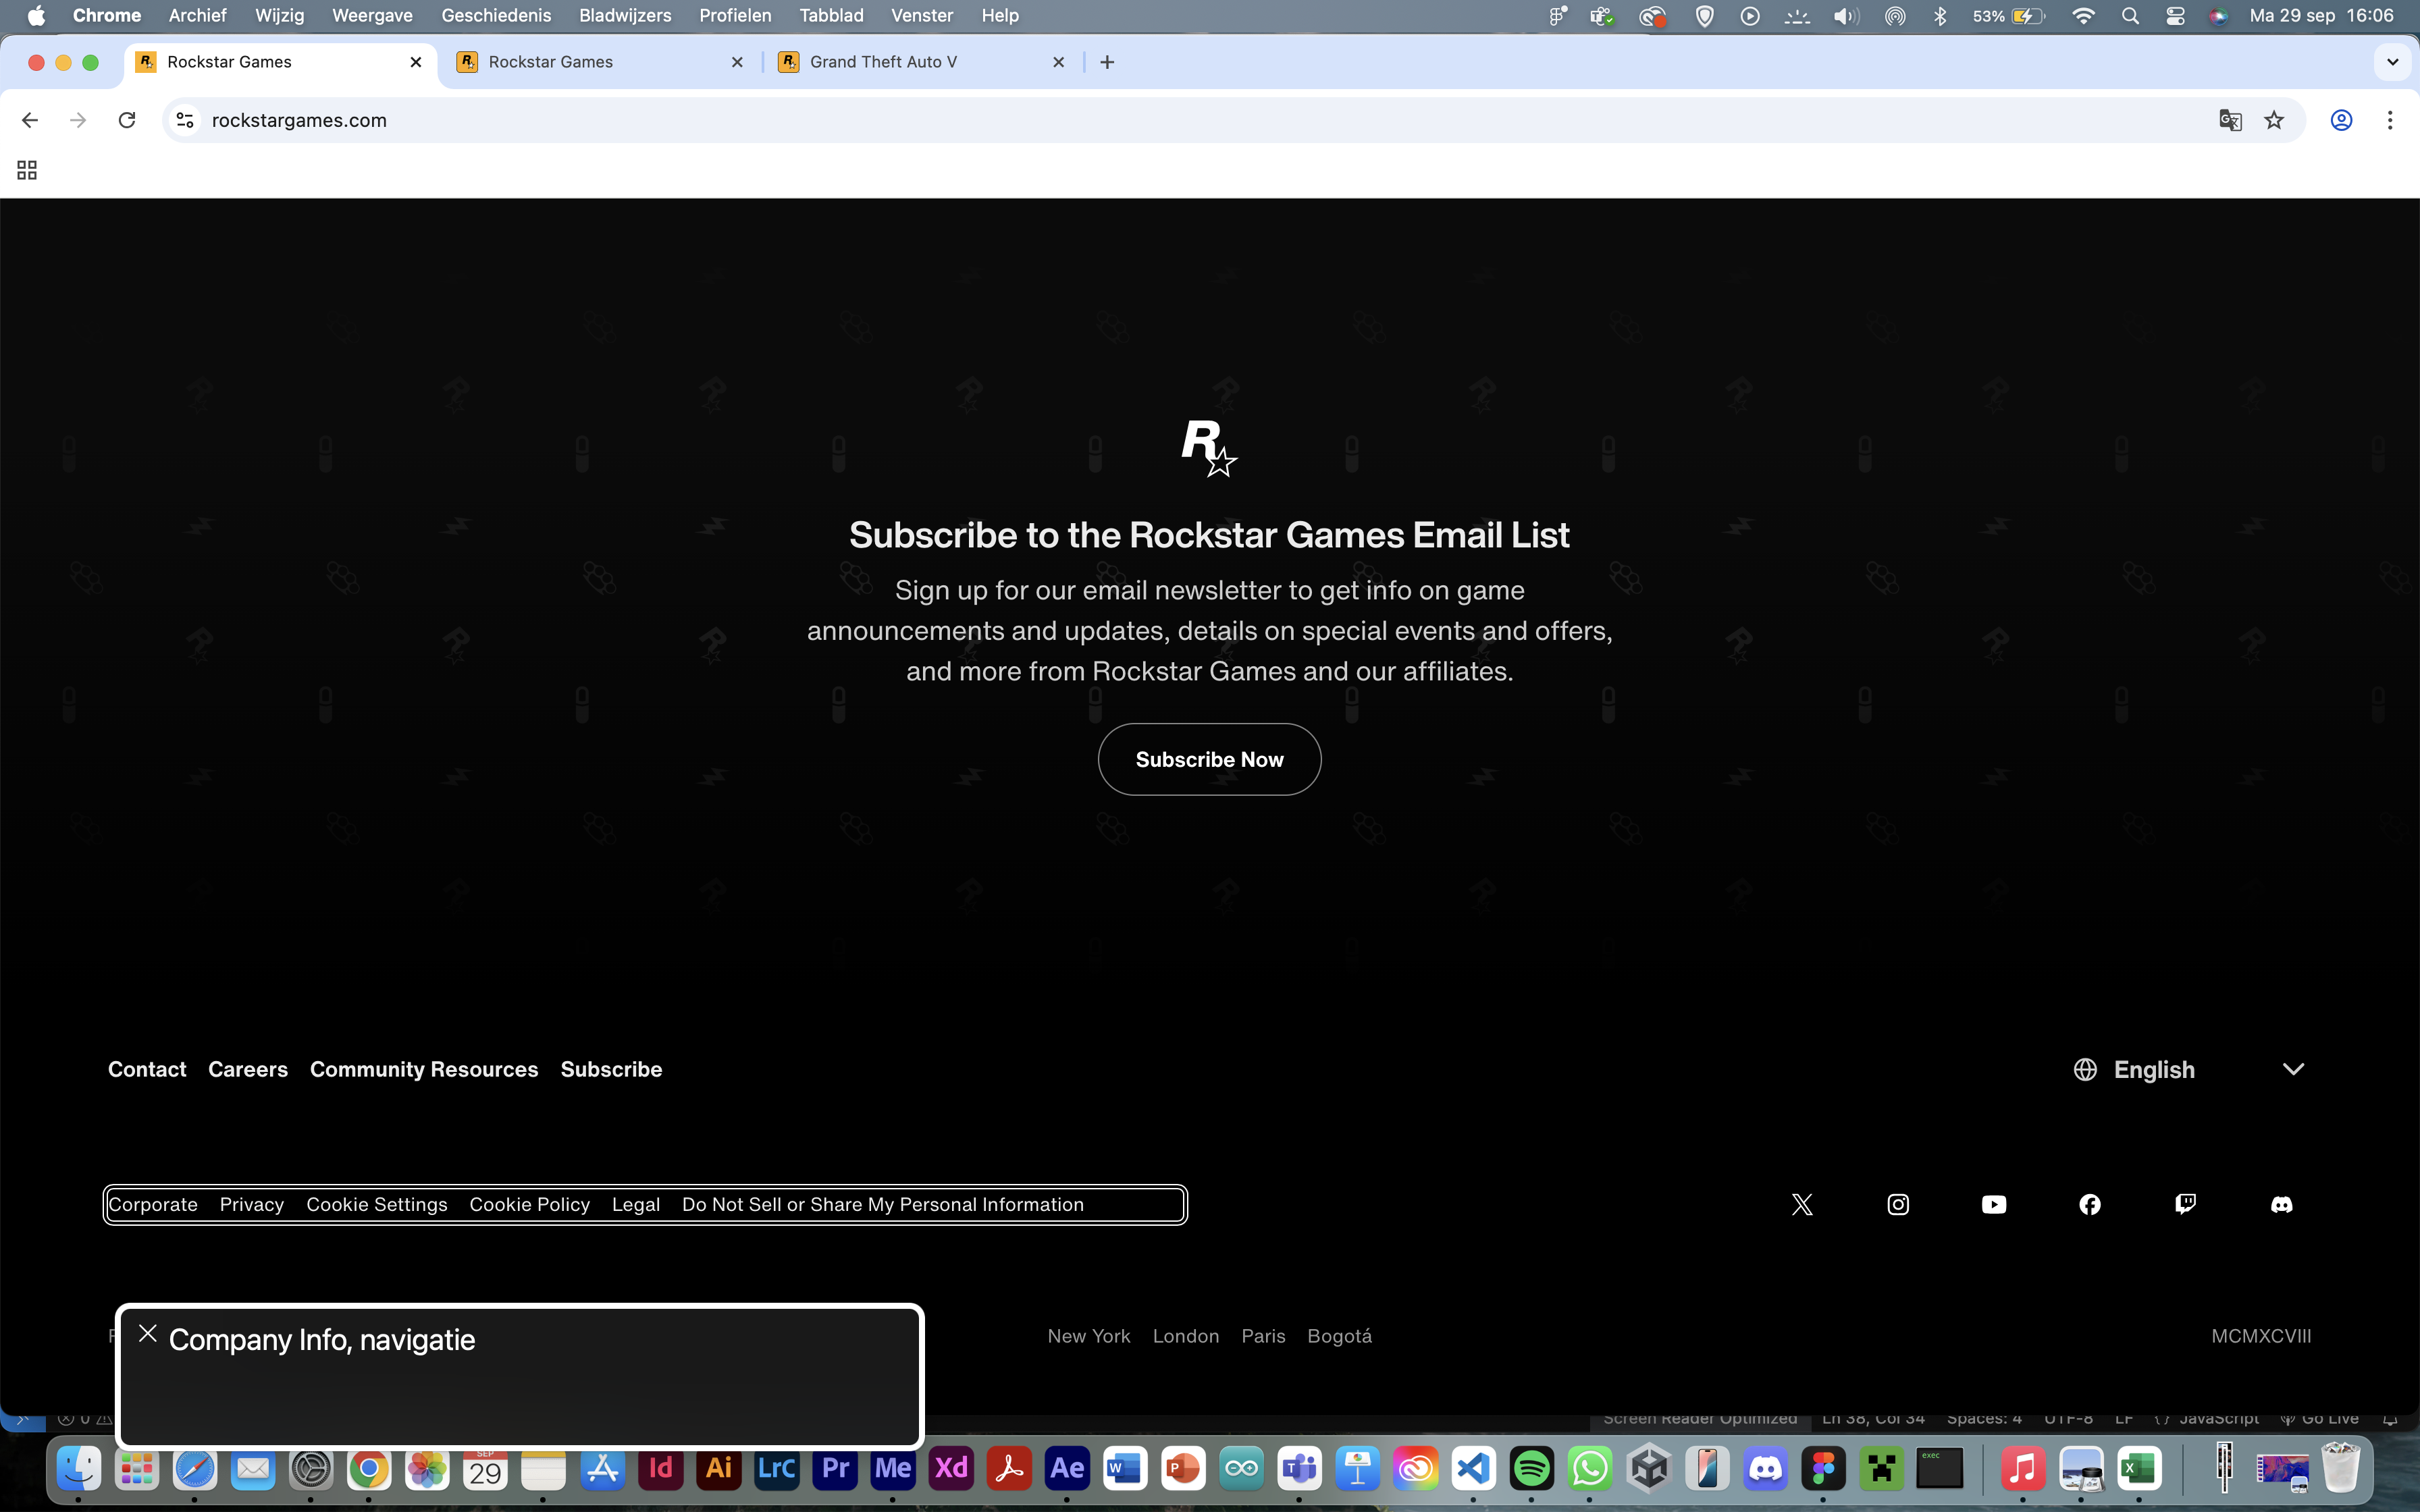 Chrome Archief Wijzig Weergave Geschiedenis Bladwijzers Profielen Tabblad Venster Help 53% Ma 29 sep 16:06
Rockstar Games Rockstar Games Grand Theft Auto V
rockstargames.com
Subscribe to the Rockstar Games Email List
Sign up for our email newsletter to get info on game
announcements and updates, details on special events and offers,
and more from Rockstar Games and our affiliates.
Subscribe Now
Contact Careers Community Resources Subscribe English
Corporate Privacy Cookie Settings Cookie Policy Legal Do Not Sell or Share My Personal Information
New York London Paris Bogotá MCMXCVIII
Company Info, navigatie
0 Screen Reader Optimized Ln 38, Col 34 Spaces: 4 UTF-8 LF {} JavaScript Go Live
SEP
29 Id Ai Lrc Pr Me Xd Ae W P T exec X